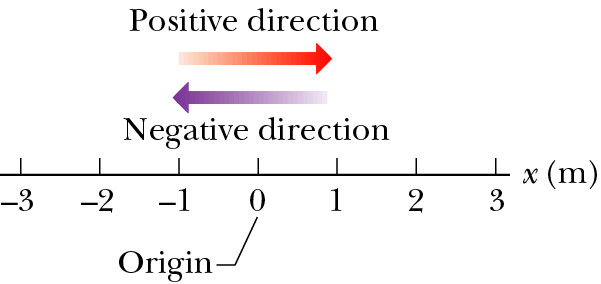 Positive direction
Negative direction
x (m)
–3 –2 –1 0 1 2 3
Origin